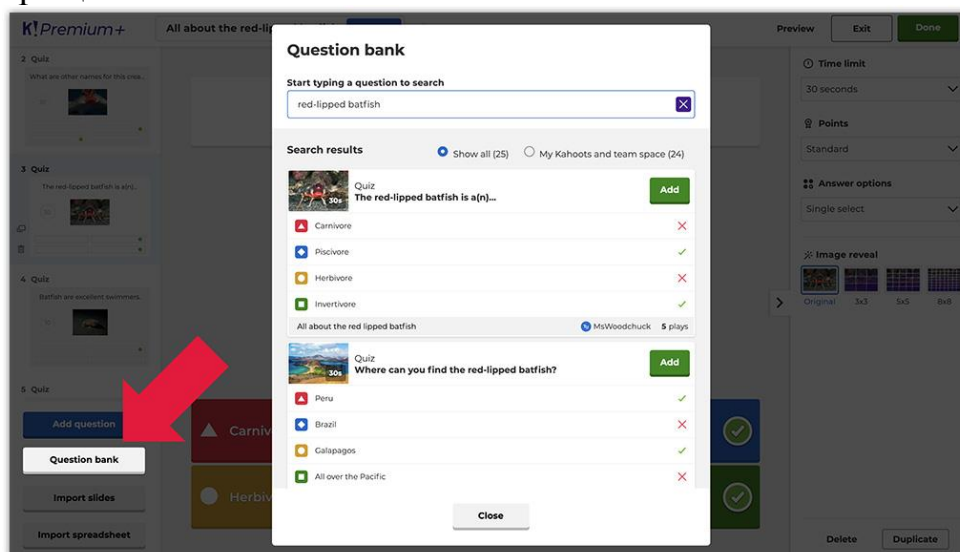 K! Premium+
All about the red-lip
Preview
Exit
Done
2 Quiz
What are other names for this crea...
3 Quiz
The red-lipped batfish is a(n)...
4 Quiz
Batfish are excellent swimmers.
5 Quiz
Add question
Question bank
Import slides
Import spreadsheet
Question bank
Start typing a question to search
red-lipped batfish
Search results
Show all (25)
My Kahoots and team space (24)
Quiz
The red-lipped batfish is a(n)...
30s
Add
Carnivore
Piscivore
Herbivore
Invertivore
All about the red lipped batfish
MsWoodchuck 5 plays
Quiz
Where can you find the red-lipped batfish?
30s
Add
Peru
Brazil
Galapagos
All over the Pacific
Close
Carniv
Herbiv
Time limit
30 seconds
Points
Standard
Answer options
Single select
Image reveal
Original 3x3 5x5 8x8
Delete
Duplicate